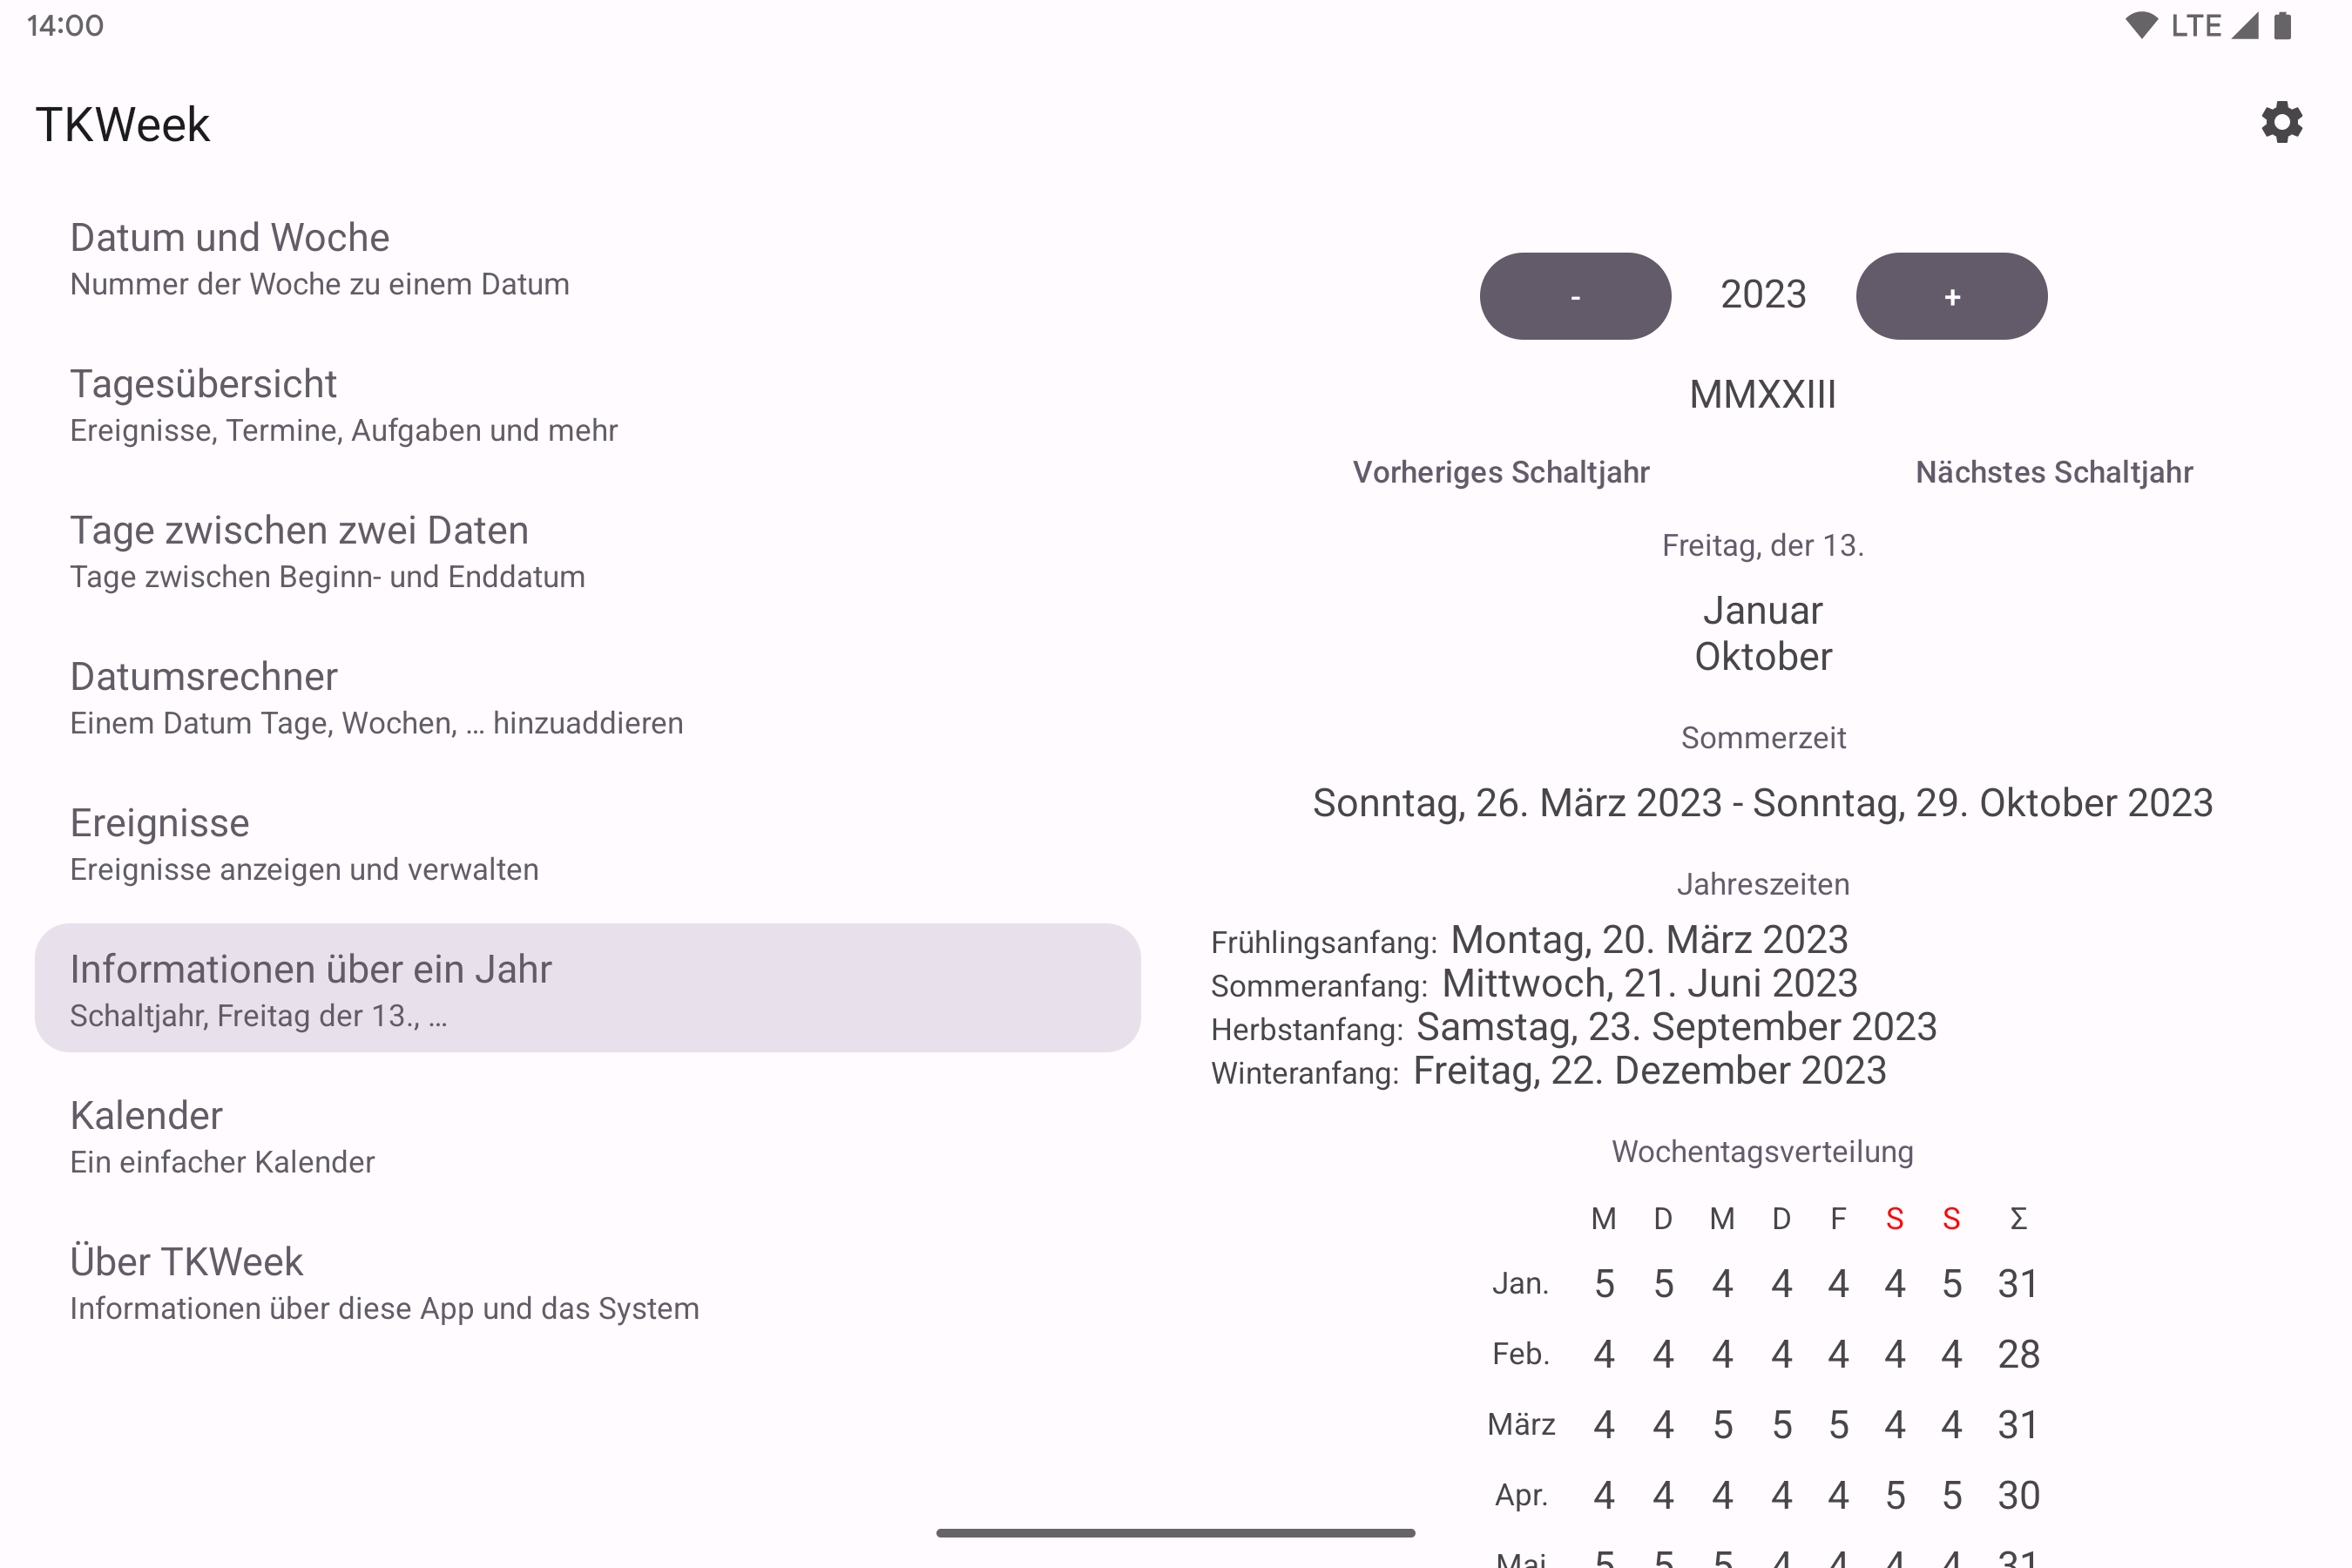 14:00
LTE
TKWeek
Datum und Woche
Nummer der Woche zu einem Datum
Tagesübersicht
Ereignisse, Termine, Aufgaben und mehr
Tage zwischen zwei Daten
Tage zwischen Beginn- und Enddatum
Datumsrechner
Einem Datum Tage, Wochen, … hinzuaddieren
Ereignisse
Ereignisse anzeigen und verwalten
Informationen über ein Jahr
Schaltjahr, Freitag der 13., …
Kalender
Ein einfacher Kalender
Über TKWeek
Informationen über diese App und das System
- 2023 +
MMXXIII
Vorheriges Schaltjahr Nächstes Schaltjahr
Freitag, der 13.
Januar
Oktober
Sommerzeit
Sonntag, 26. März 2023 - Sonntag, 29. Oktober 2023
Jahreszeiten
Frühlingsanfang: Montag, 20. März 2023
Sommeranfang: Mittwoch, 21. Juni 2023
Herbstanfang: Samstag, 23. September 2023
Winteranfang: Freitag, 22. Dezember 2023
Wochentagsverteilung
M D M D F S S Σ
Jan. 5 5 4 4 4 4 5 31
Feb. 4 4 4 4 4 4 4 28
März 4 4 5 5 5 4 4 31
Apr. 4 4 4 4 4 5 5 30
Mai 5 5 5 4 4 4 4 31